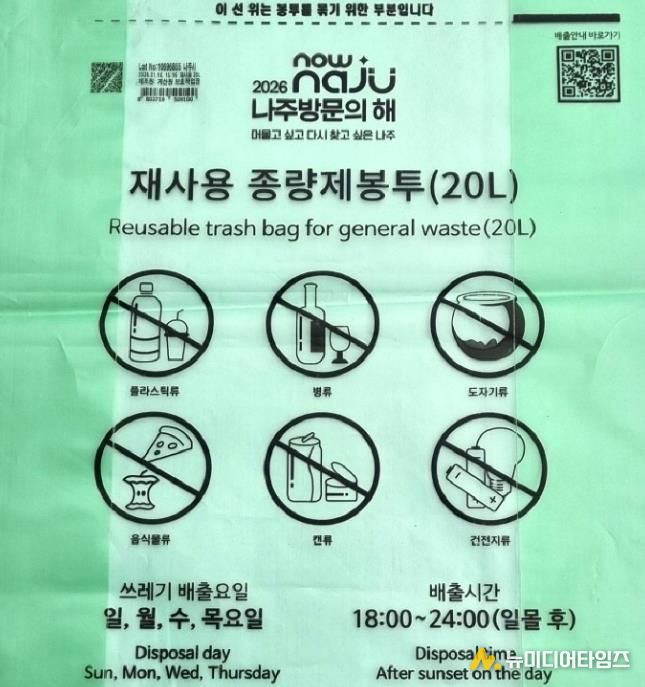 이 선 위는 봉투를 묶기 위한 부분입니다
배출안내 바로가기
now
2026 naju
나주방문의 해
머물고 싶고 다시 찾고 싶은 나주
재사용 종량제봉투(20L)
Reusable trash bag for general waste(20L)
플라스틱류
병류
도자기류
음식물류
캔류
건전지류
쓰레기 배출요일
일, 월, 수, 목요일
배출시간
18:00~24:00(일몰 후)
Disposal day
Sun, Mon, Wed, Thursday
Disposal time
After sunset on the day
뉴미디어타임즈